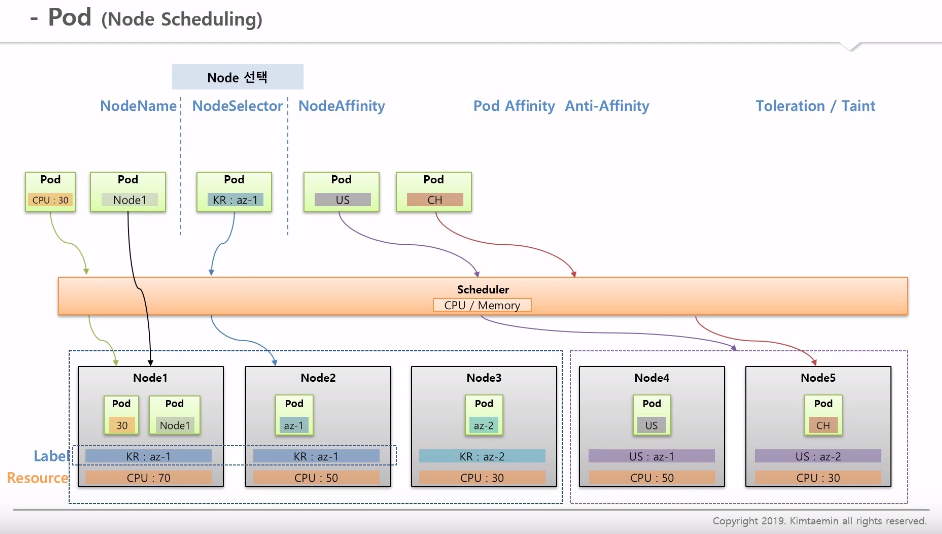 - Pod (Node Scheduling)
Node 선택
NodeName NodeSelector NodeAffinity Pod Affinity Anti-Affinity Toleration / Taint
Pod Pod Pod Pod Pod
CPU : 30 Node1 KR : az-1 US CH
Scheduler
CPU / Memory
Node1 Node2 Node3 Node4 Node5
Pod Pod Pod Pod Pod Pod
30 Node1 az-1 az-2 US CH
Label KR : az-1 KR : az-1 KR : az-2 US : az-1 US : az-2
Resource CPU : 70 CPU : 50 CPU : 30 CPU : 50 CPU : 30
Copyright 2019. Kimtaemin all rights reserved.